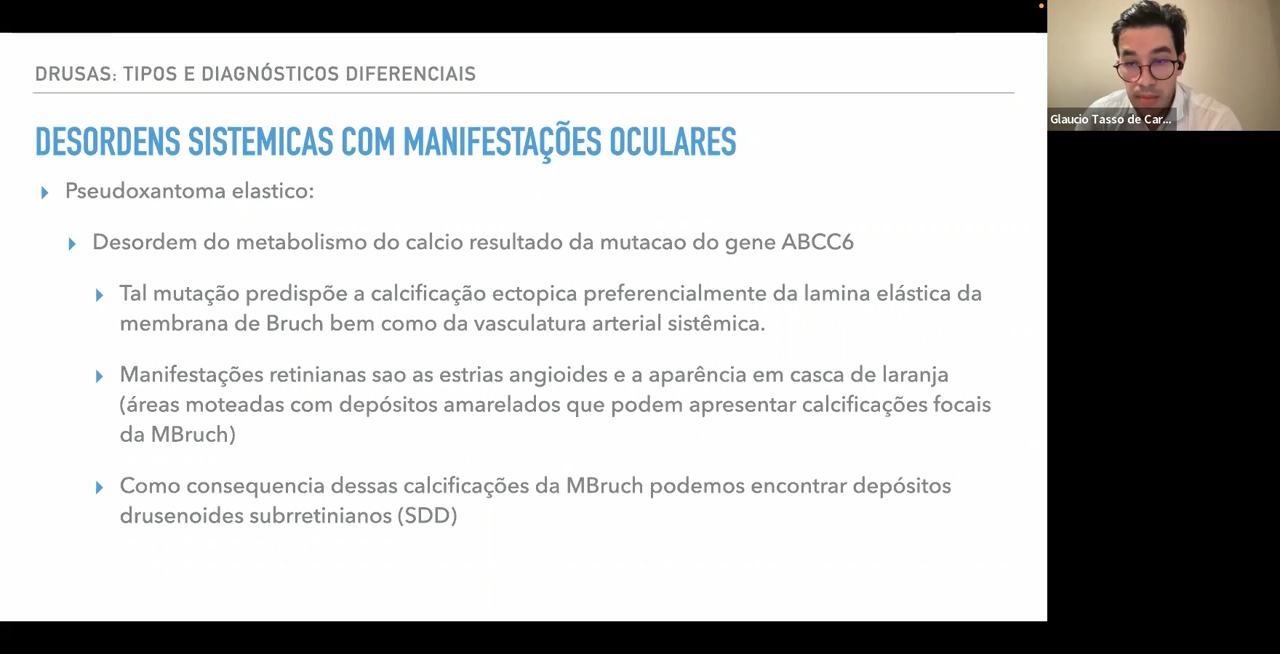 DRUSAS: TIPOS E DIAGNÓSTICOS DIFERENCIAIS
DESORDENS SISTEMICAS COM MANIFESTAÇÕES OCULARES
Pseudoxantoma elastico:
Desordem do metabolismo do calcio resultado da mutacao do gene ABCC6
Tal mutação predispõe a calcificação ectopica preferencialmente da lamina elástica da
membrana de Bruch bem como da vasculatura arterial sistêmica.
Manifestações retinianas sao as estrias angioides e a aparência em casca de laranja
(áreas moteadas com depósitos amarelados que podem apresentar calcificações focais
da MBruch)
Como consequencia dessas calcificações da MBruch podemos encontrar depósitos
drusenoides subrretinianos (SDD)
Glaucio Tasso de Car...